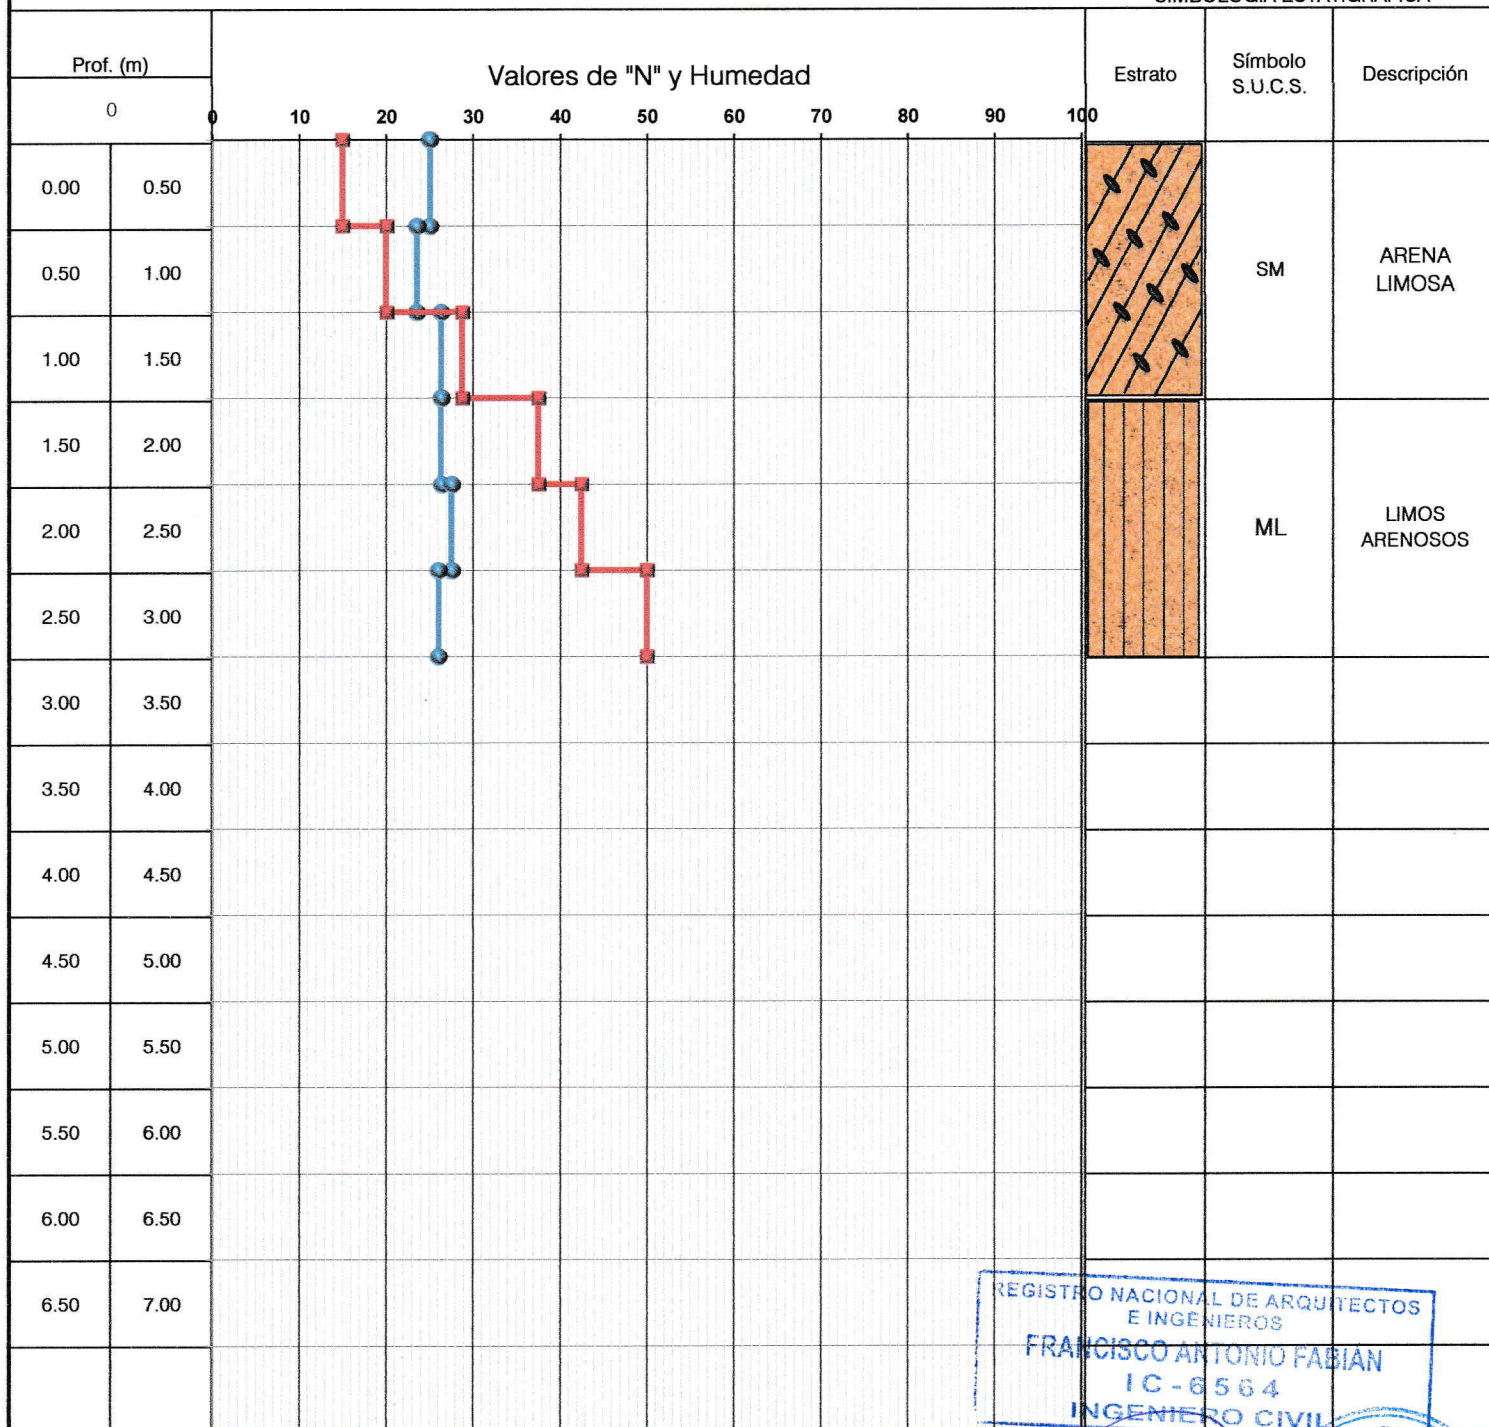 Prof. (m)
Valores de "N" y Humedad
Estrato
Símbolo
S.U.C.S.
Descripción
0
0 10 20 30 40 50 60 70 80 90 100
0.00 0.50
0.50 1.00
SM
ARENA
LIMOSA
1.00 1.50
1.50 2.00
2.00 2.50
ML
LIMOS
ARENOSOS
2.50 3.00
3.00 3.50
3.50 4.00
4.00 4.50
4.50 5.00
5.00 5.50
5.50 6.00
6.00 6.50
6.50 7.00
REGISTRO NACIONAL DE ARQUITECTOS
E INGENIEROS
FRANCISCO ANTONIO FABIAN
IC-6564
INGENIERO CIVIL